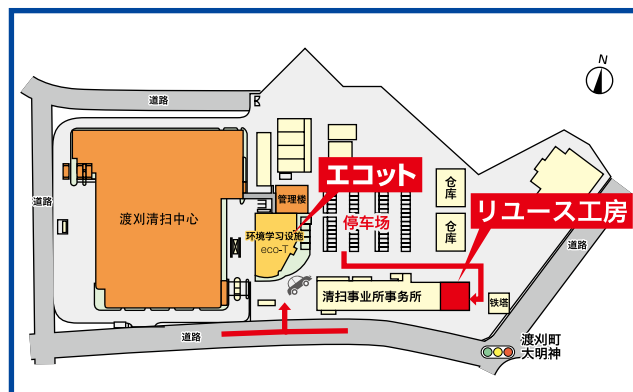 N
道路
道路
渡刈清扫中心
管理楼
エコット
环境学习设施
eco-T
停车场
仓库
仓库
リユース工房
道路
清扫事业所事务所
铁塔
道路
渡刈町
大明神